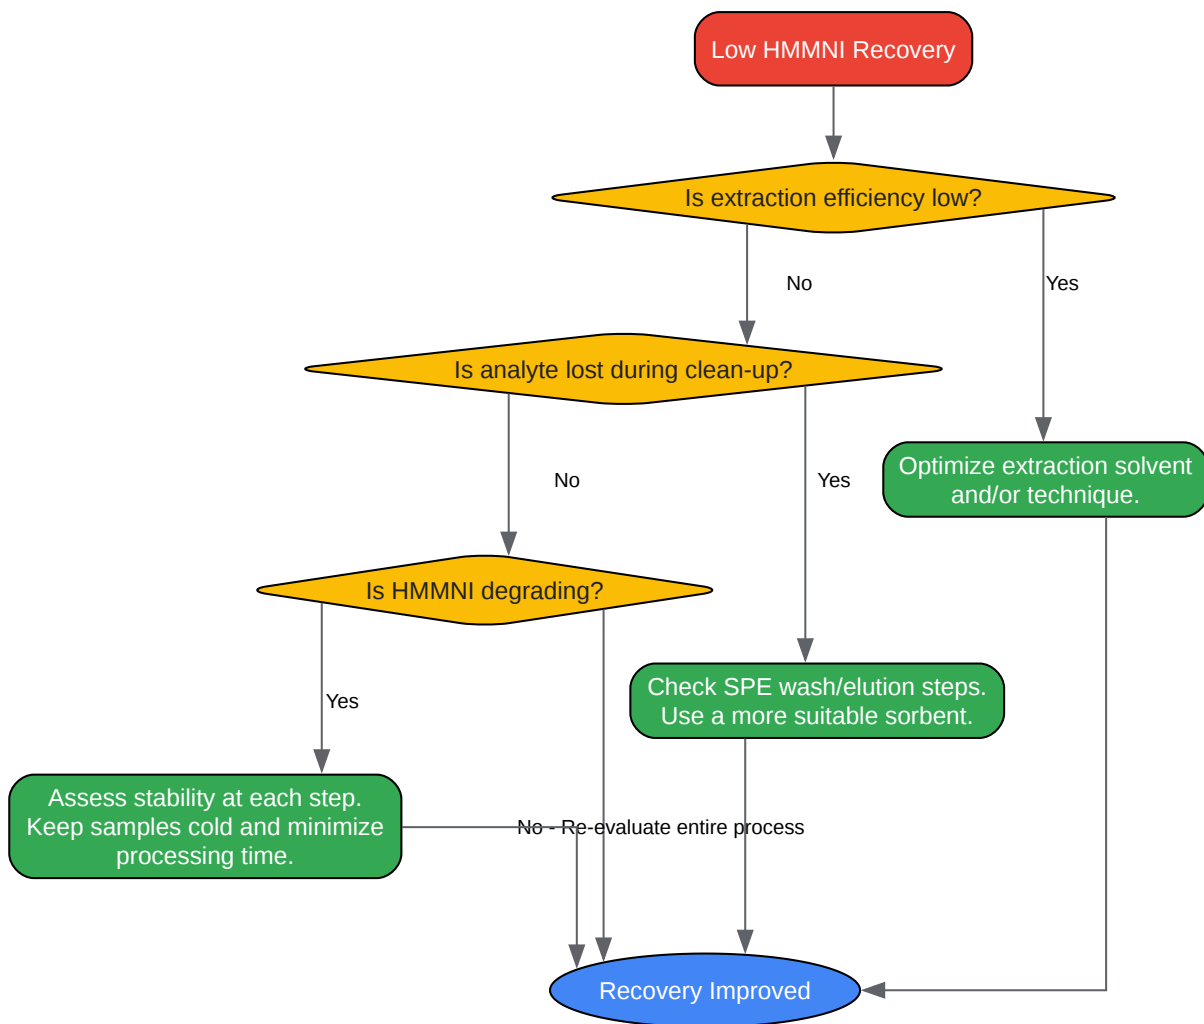 Low HMMNI Recovery
Is extraction efficiency low?
No
Yes
Is analyte lost during clean-up?
No
Yes
Optimize extraction solvent
and/or technique.
Is HMMNI degrading?
Yes
Check SPE wash/elution steps.
Use a more suitable sorbent.
Assess stability at each step.
Keep samples cold and minimize
processing time.
No - Re-evaluate entire process
Recovery Improved